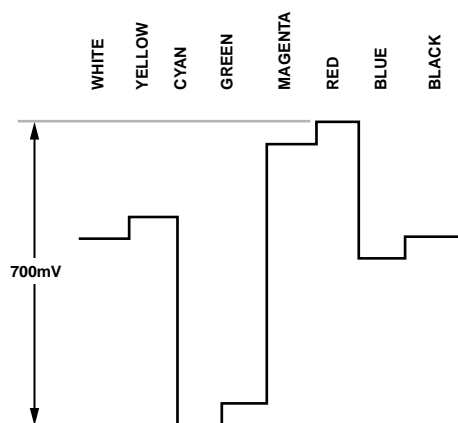 WHITE
YELLOW
CYAN
GREEN
MAGENTA
RED
BLUE
BLACK
700mV